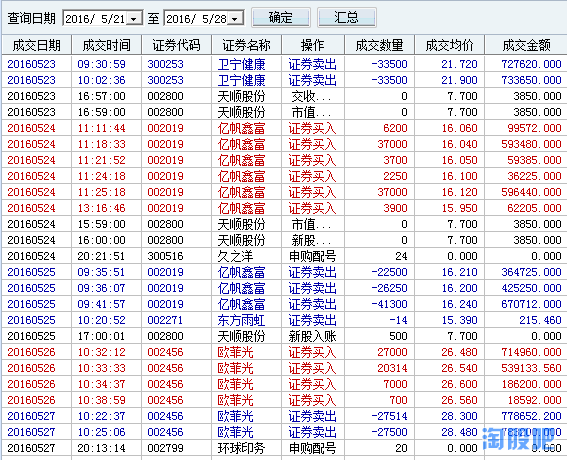 查询日期 2016/ 5/21 至 2016/ 5/28 确定 汇总
成交日期 成交时间 证券代码 证券名称 操作 成交数量 成交均价 成交金额
20160523 09:30:59 300253 卫宁健康 证券卖出 -33500 21.720 727620.000
20160523 10:02:36 300253 卫宁健康 证券卖出 -33500 21.900 733650.000
20160523 16:57:00 002800 天顺股份 交收... 0 7.700 3850.000
20160523 16:59:00 002800 天顺股份 市值... 0 7.700 3850.000
20160524 11:11:44 002019 亿帆鑫富 证券买入 6200 16.060 99572.000
20160524 11:18:33 002019 亿帆鑫富 证券买入 37000 16.040 593480.000
20160524 11:21:52 002019 亿帆鑫富 证券买入 3700 16.050 59385.000
20160524 11:24:18 002019 亿帆鑫富 证券买入 2250 16.100 36225.000
20160524 11:25:18 002019 亿帆鑫富 证券买入 37000 16.120 596440.000
20160524 13:16:46 002019 亿帆鑫富 证券买入 3900 15.950 62205.000
20160524 15:59:00 002800 天顺股份 市值... 0 7.700 3850.000
20160524 16:00:00 002800 天顺股份 新股... 0 7.700 3850.000
20160524 20:21:51 300516 久之洋 申购配号 24 0.000 0.000
20160525 09:35:51 002019 亿帆鑫富 证券卖出 -22500 16.210 364725.000
20160525 09:36:07 002019 亿帆鑫富 证券卖出 -26250 16.200 425250.000
20160525 09:41:57 002019 亿帆鑫富 证券卖出 -41300 16.240 670712.000
20160525 10:20:52 002271 东方雨虹 证券卖出 -14 15.390 215.460
20160525 17:00:01 002800 天顺股份 新股入账 500 7.700 0.000
20160526 10:32:12 002456 欧菲光 证券买入 27000 26.480 714960.000
20160526 10:33:33 002456 欧菲光 证券买入 20314 26.540 539133.560
20160526 10:34:37 002456 欧菲光 证券买入 7000 26.600 186200.000
20160526 10:38:59 002456 欧菲光 证券买入 700 26.560 18592.000
20160527 10:22:37 002456 欧菲光 证券卖出 -27514 28.300 778652.200
20160527 10:25:06 002456 欧菲光 证券卖出 -27500 28.480
20160527 20:13:14 002799 环球印务 申购配号 20 0.000 0.000
淘股吧